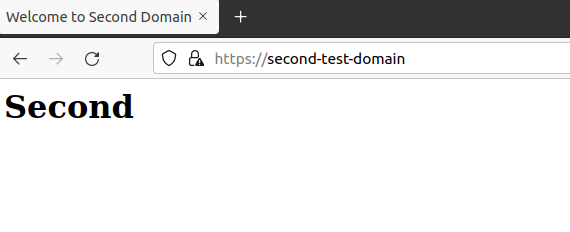 Welcome to Second Domain
https://second-test-domain
Second